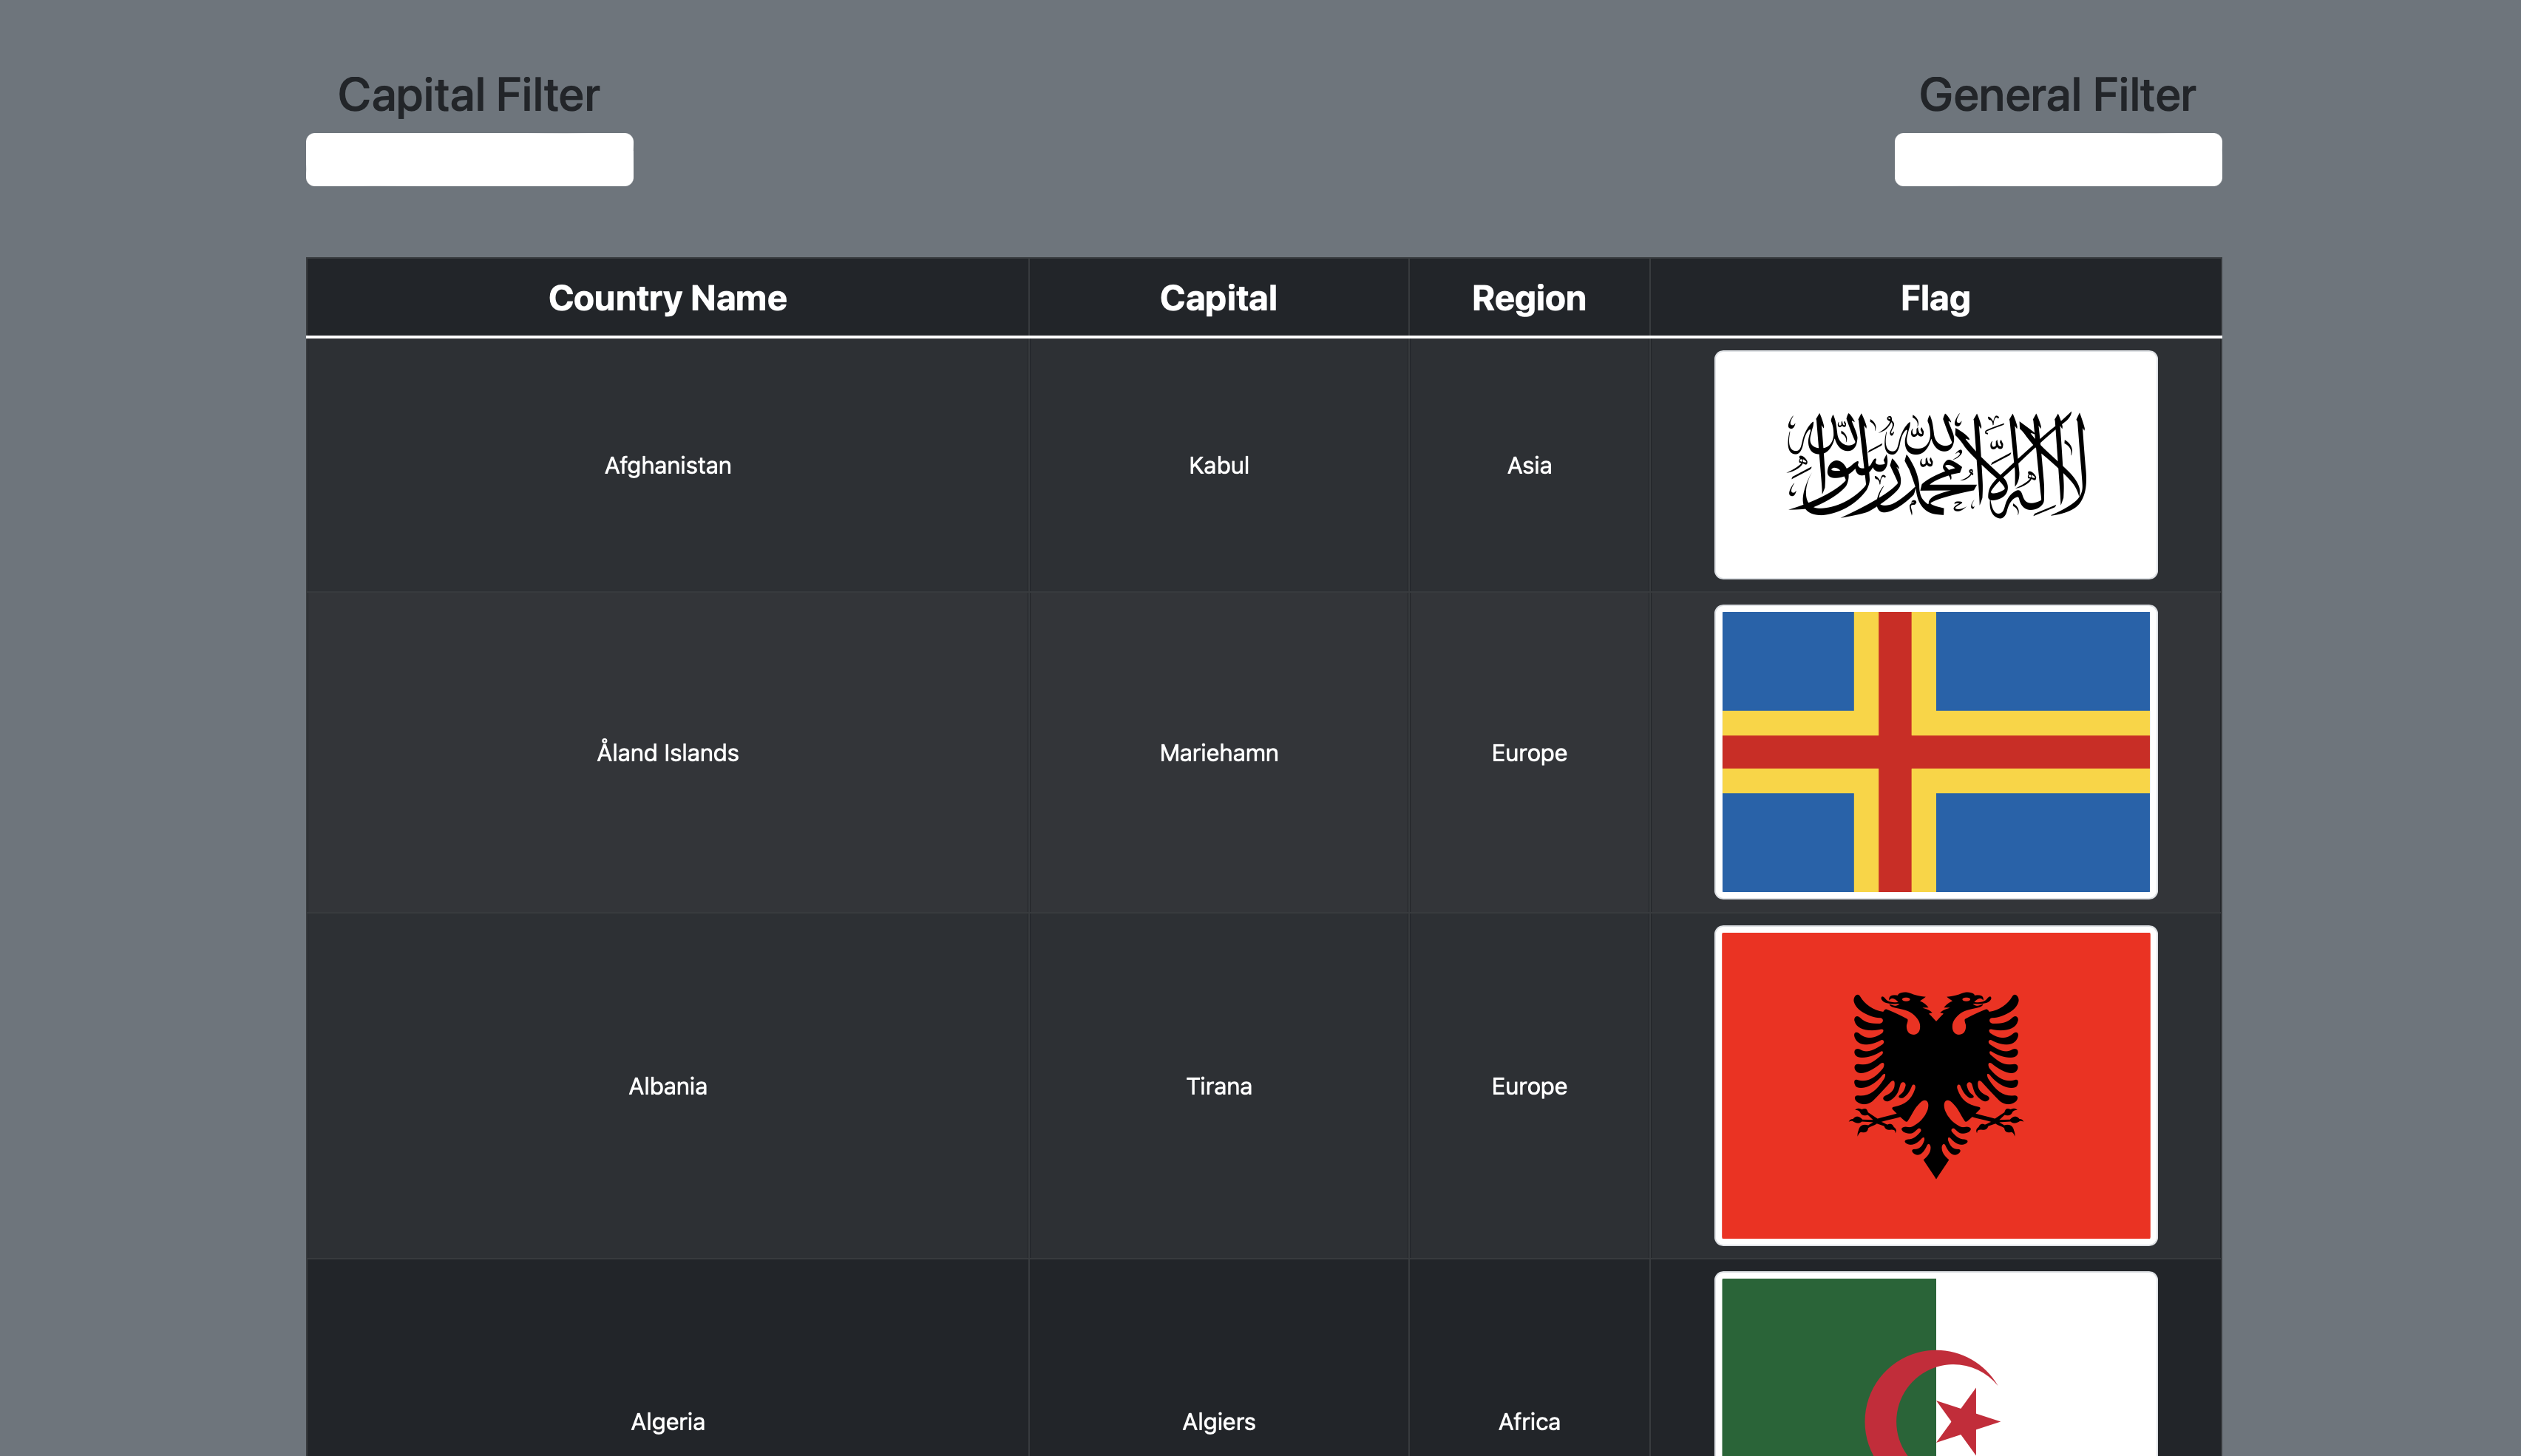 Capital Filter
General Filter
Country Name Capital Region Flag
Afghanistan Kabul Asia
لا إله إلا الله محمد رسول الله
Åland Islands Mariehamn Europe
Albania Tirana Europe
Algeria Algiers Africa